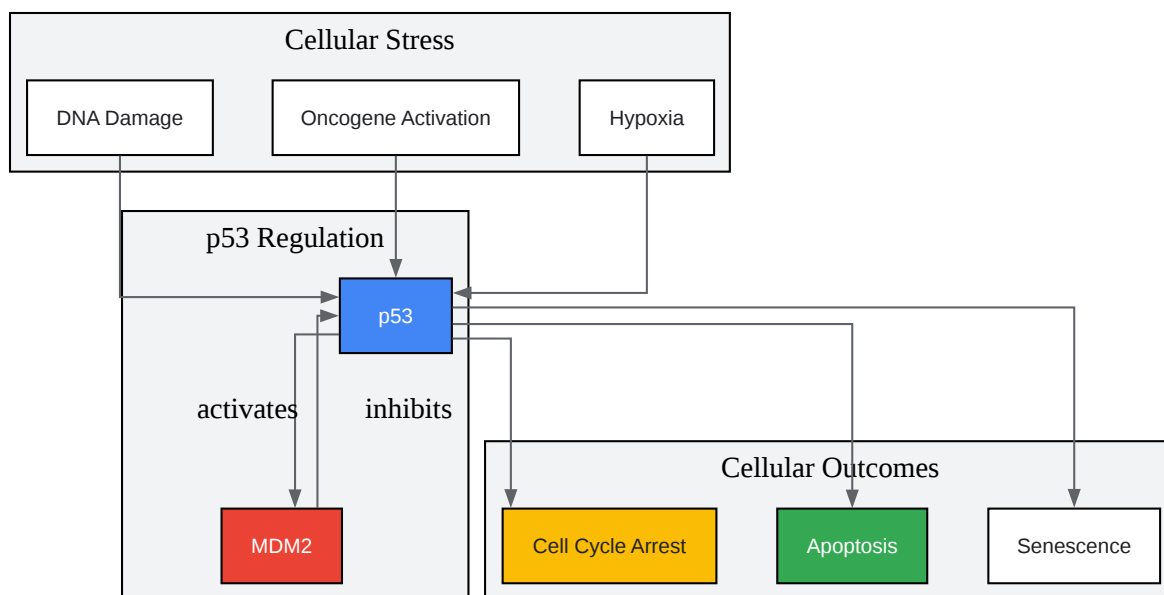 Cellular Stress
DNA Damage
Oncogene Activation
Hypoxia
p53 Regulation
p53
activates
inhibits
MDM2
Cellular Outcomes
Cell Cycle Arrest
Apoptosis
Senescence